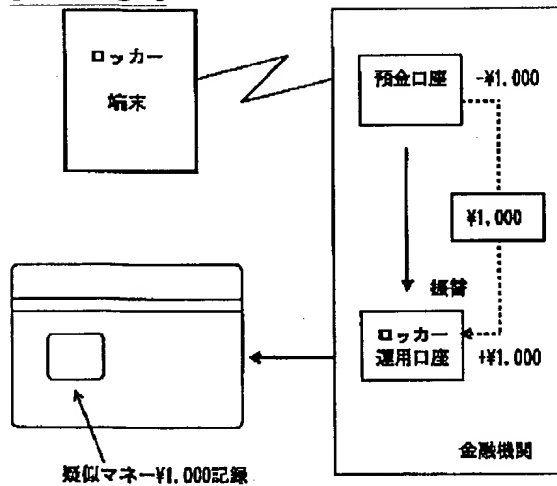 ロッカー
端末
預金口座
-¥1,000
¥1,000
振替
ロッカー
運用口座
+¥1,000
金融機関
疑似マネー¥1,000記録